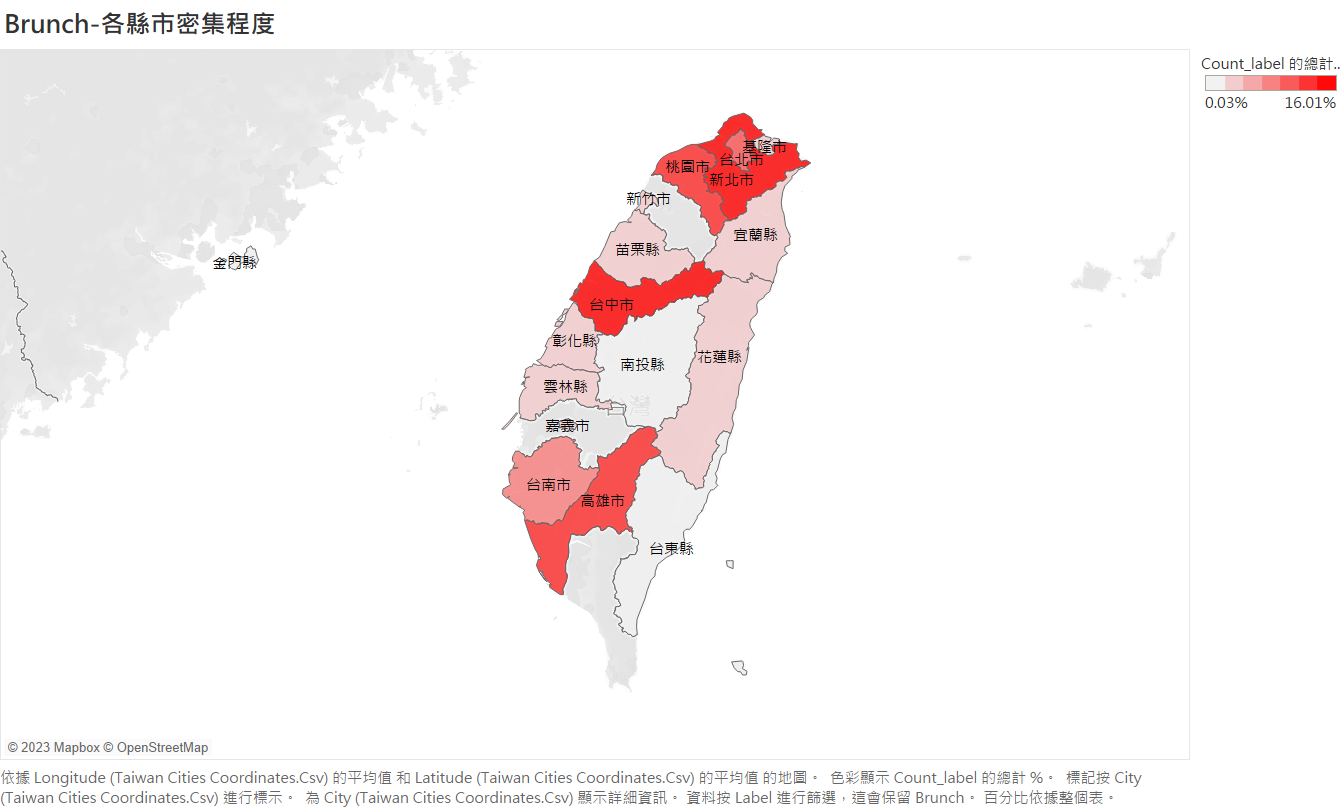 Brunch-各縣市密集程度
Count_label 的總計..
0.03% 16.01%
基隆市
台北市
桃園市
新北市
新竹市
宜蘭縣
苗栗縣
金門縣
台中市
彰化縣
花蓮縣
南投縣
雲林縣
嘉義市
台南市
高雄市
台東縣
© 2023 Mapbox © OpenStreetMap
依據 Longitude (Taiwan Cities Coordinates.Csv) 的平均值 和 Latitude (Taiwan Cities Coordinates.Csv) 的平均值 的地圖。 色彩顯示 Count_label 的總計 %。 標記按 City
(Taiwan Cities Coordinates.Csv) 進行標示。 為 City (Taiwan Cities Coordinates.Csv) 顯示詳細資訊。 資料按 Label 進行篩選，這會保留 Brunch。 百分比依據整個表。